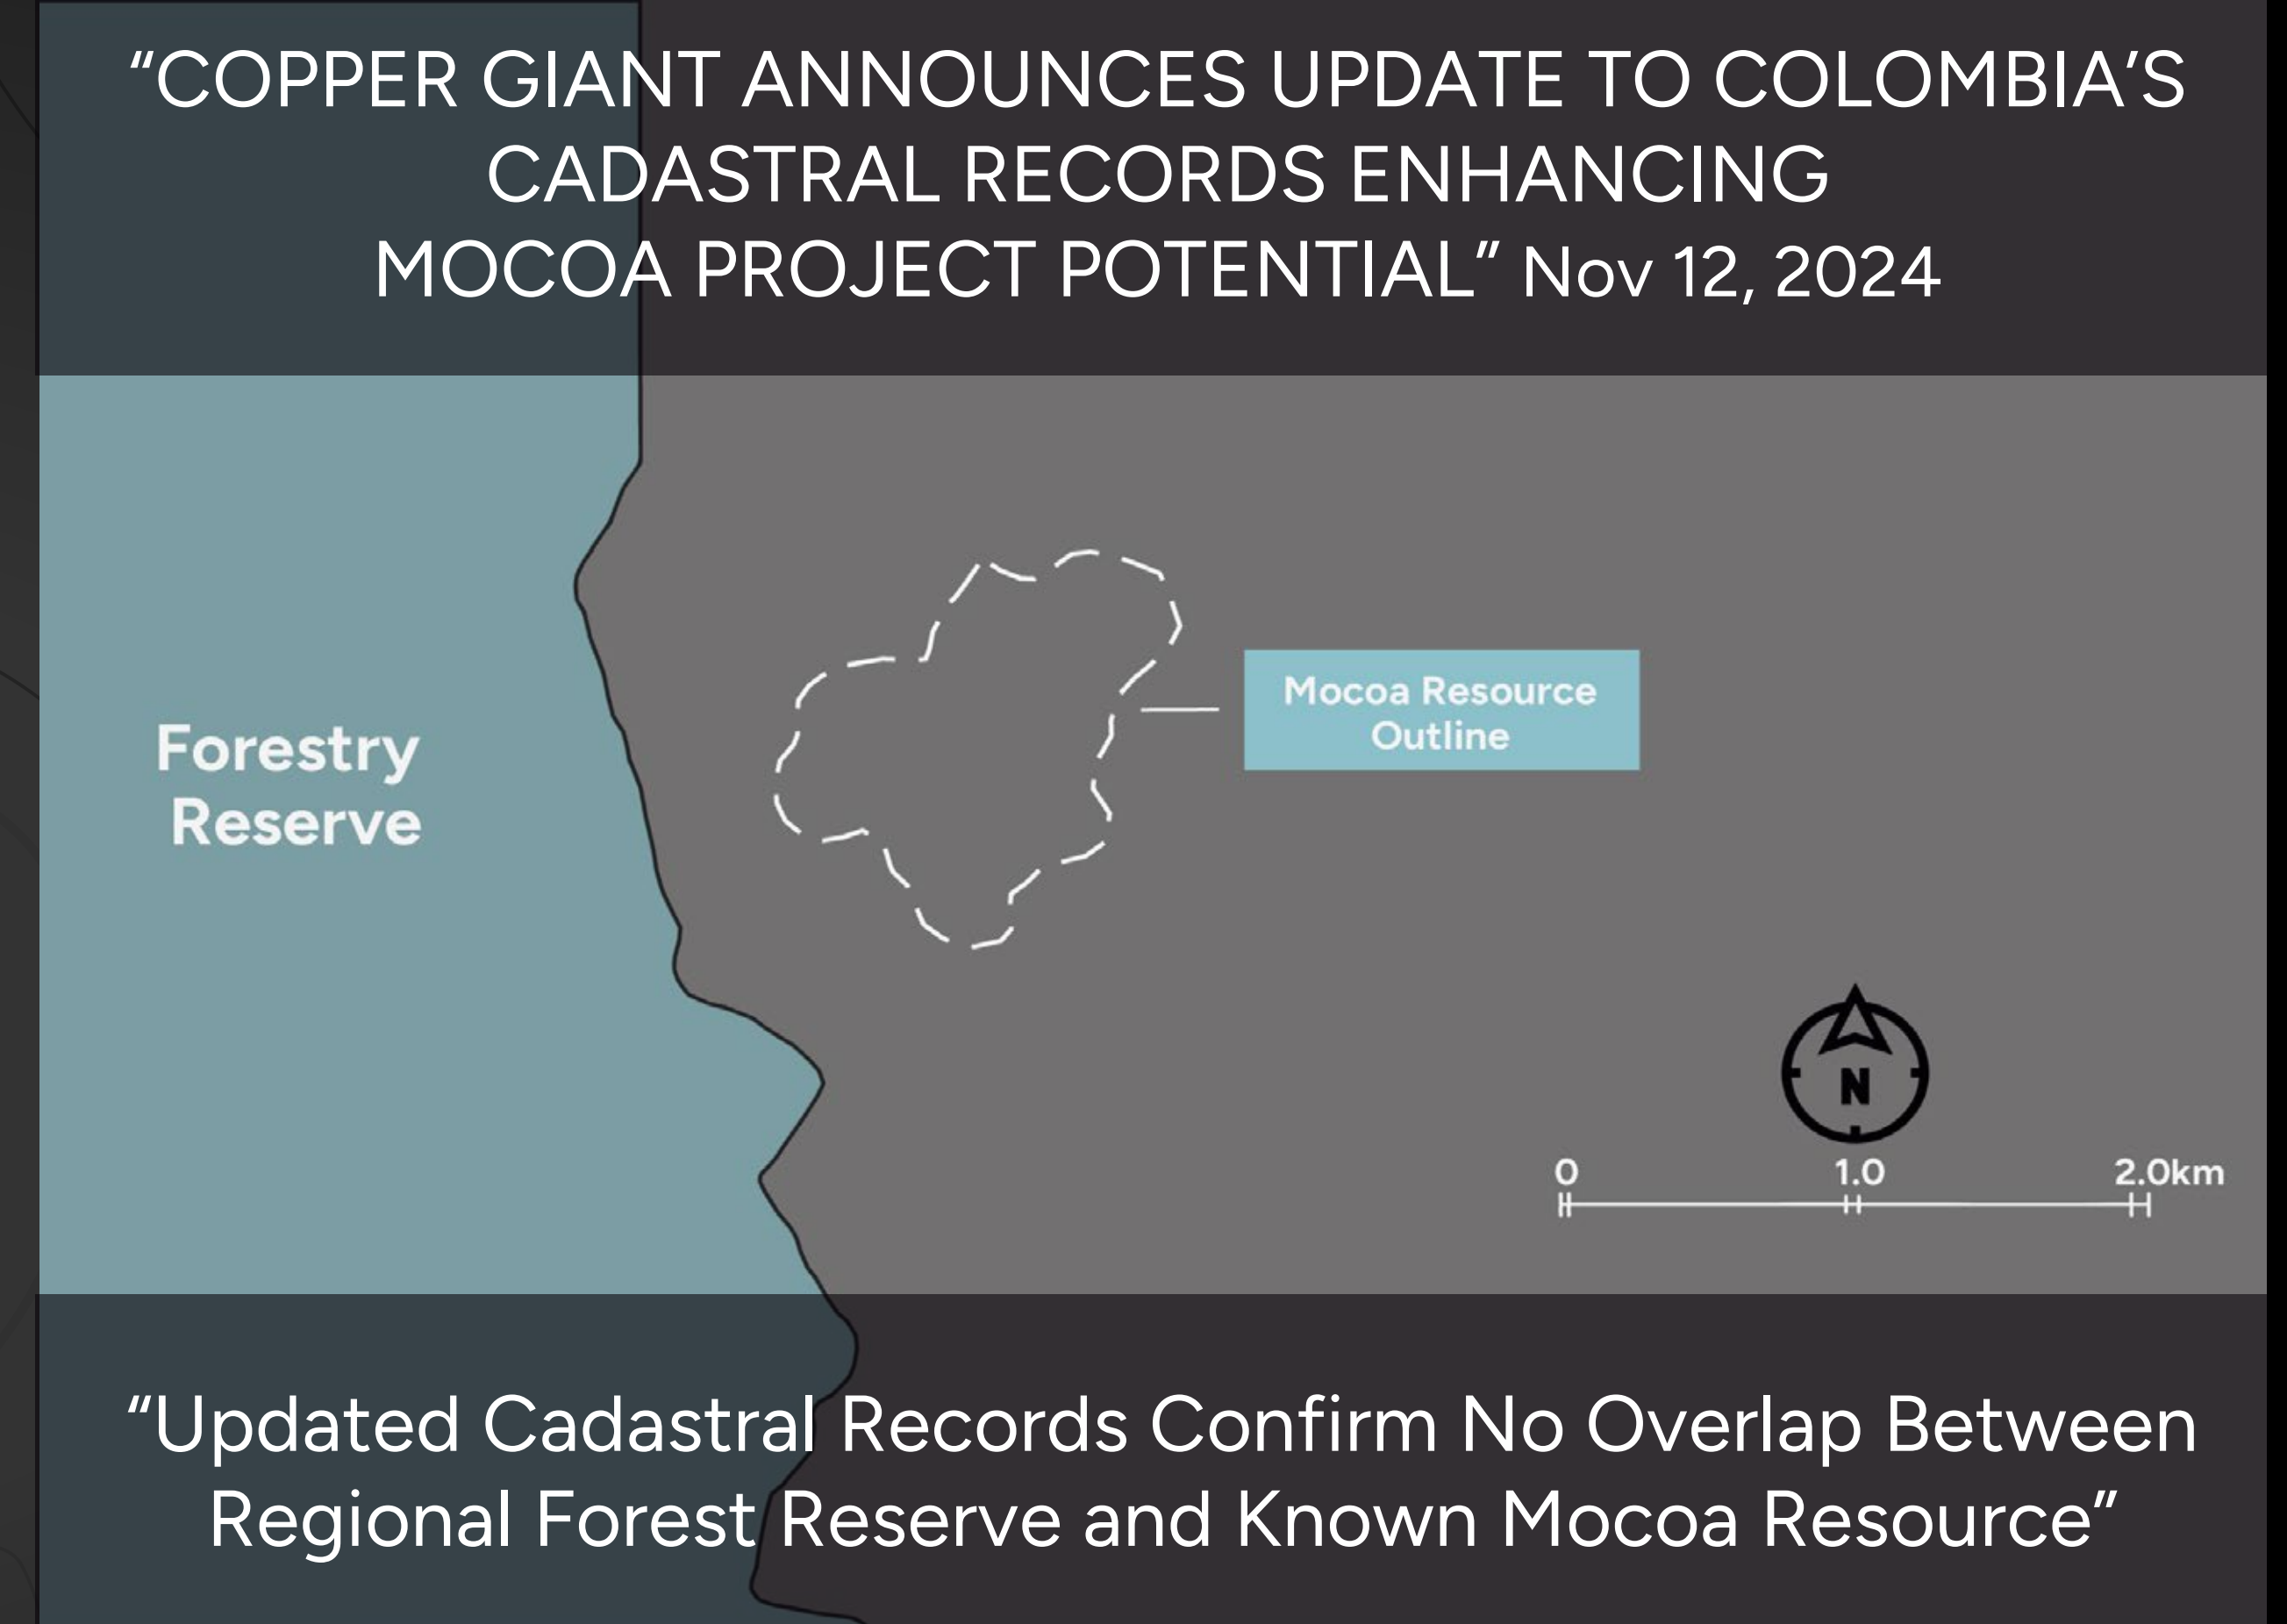 “COPPER GIANT ANNOUNCES UPDATE TO COLOMBIA’S
CADASTRAL RECORDS ENHANCING
MOCOA PROJECT POTENTIAL” Nov 12, 2024
Forestry
Reserve
Mocoa Resource
Outline
N
0 1.0 2.0km
“Updated Cadastral Records Confirm No Overlap Between
Regional Forest Reserve and Known Mocoa Resource”